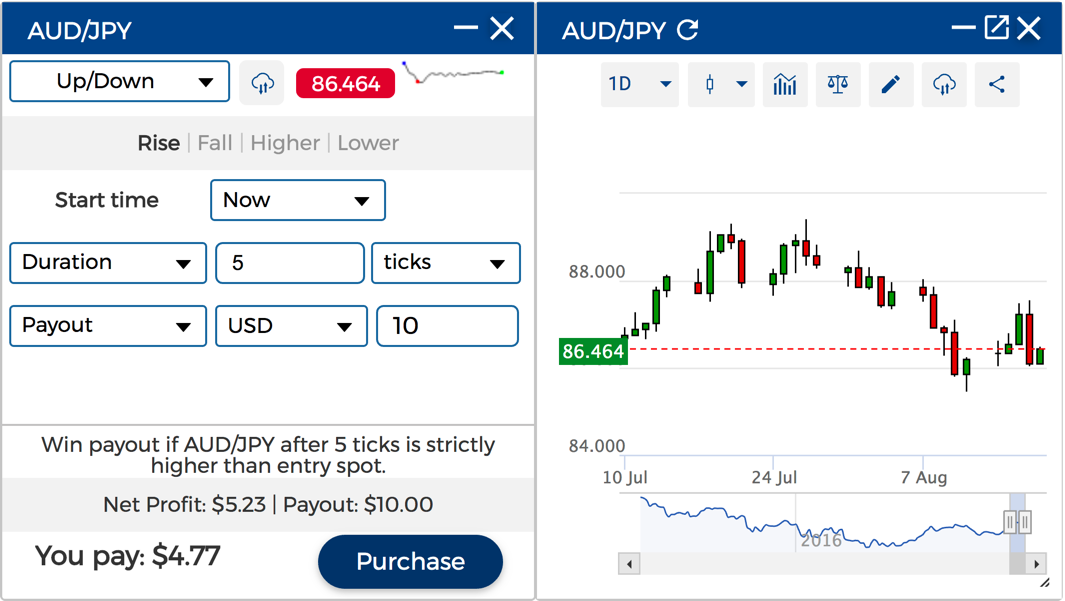 AUD/JPY
Up/Down
86.464
Rise | Fall | Higher | Lower
Start time Now
Duration 5 ticks
Payout USD 10
Win payout if AUD/JPY after 5 ticks is strictly
higher than entry spot.
Net Profit: $5.23 | Payout: $10.00
You pay: $4.77 Purchase
AUD/JPY
1D
88.000
86.464
84.000
10 Jul 24 Jul 7 Aug
2016